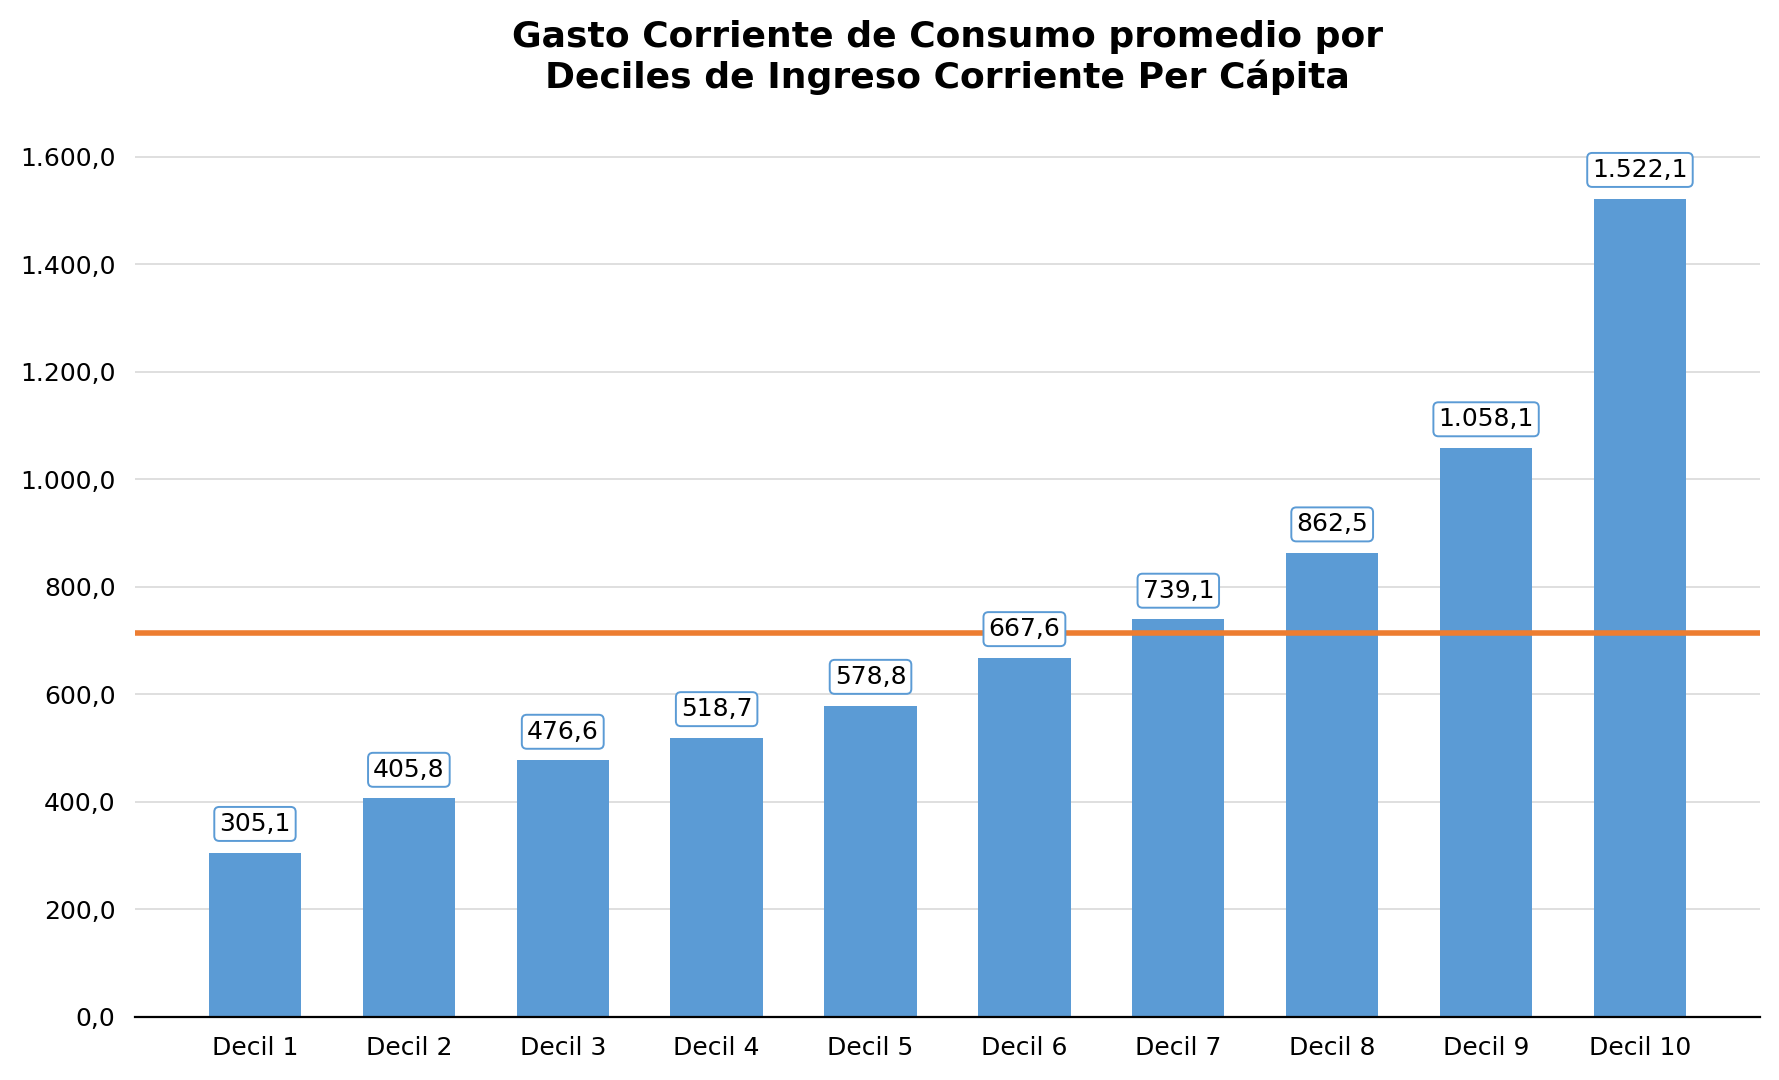 Gasto Corriente de Consumo promedio por
Deciles de Ingreso Corriente Per Cápita
1.600,0
1.400,0
1.200,0
1.000,0
800,0
600,0
400,0
200,0
0,0
305,1
405,8
476,6
518,7
578,8
667,6
739,1
862,5
1.058,1
1.522,1
Decil 1
Decil 2
Decil 3
Decil 4
Decil 5
Decil 6
Decil 7
Decil 8
Decil 9
Decil 10